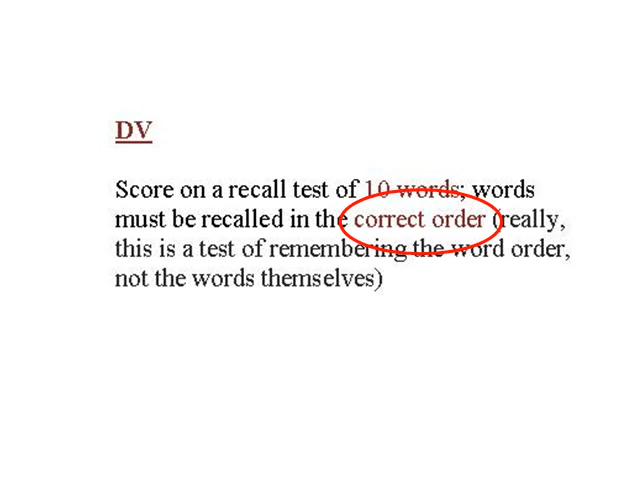 DV
Score on a recall test of 10 words; words
must be recalled in the correct order (really,
this is a test of remembering the word order,
not the words themselves)